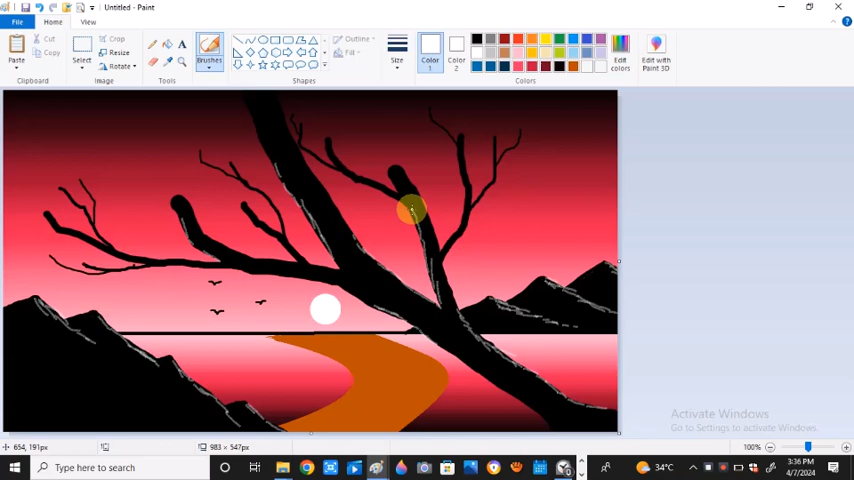 Untitled - Paint
File
Home
View
Paste
Cut
Copy
Clipboard
Select
Crop
Resize
Rotate
Image
Tools
Brushes
Outline
Fill
Shapes
Size
Color 1
Color 2
Edit colors
Colors
Edit with Paint 3D
Activate Windows
Go to Settings to activate Windows.
654, 191px
983 × 547px
100%
Type here to search
34°C
3:36 PM
4/7/2024